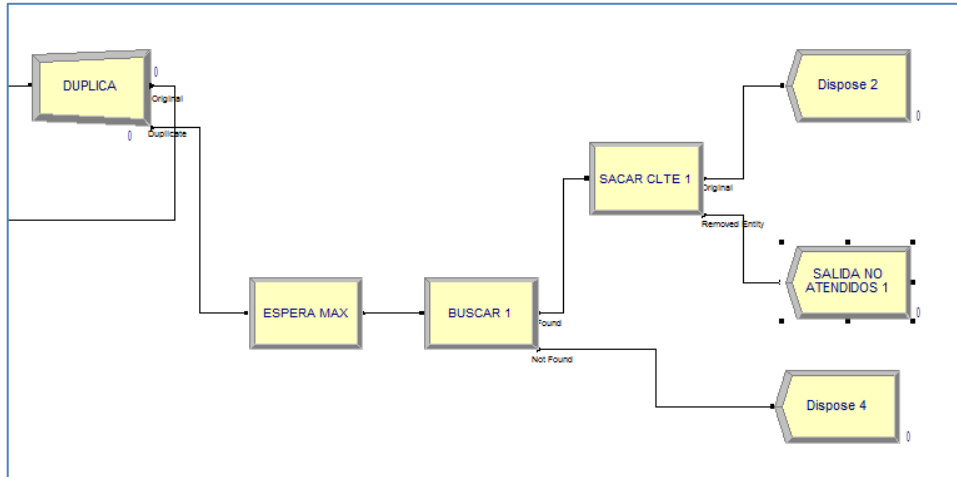 DUPLICA
0
Original
0
Duplicate
ESPERA MAX
BUSCAR 1
Found
Not Found
SACAR CLTE 1
Original
Removed Entity
Dispose 2
0
SALIDA NO
ATENDIDOS 1
0
Dispose 4
0